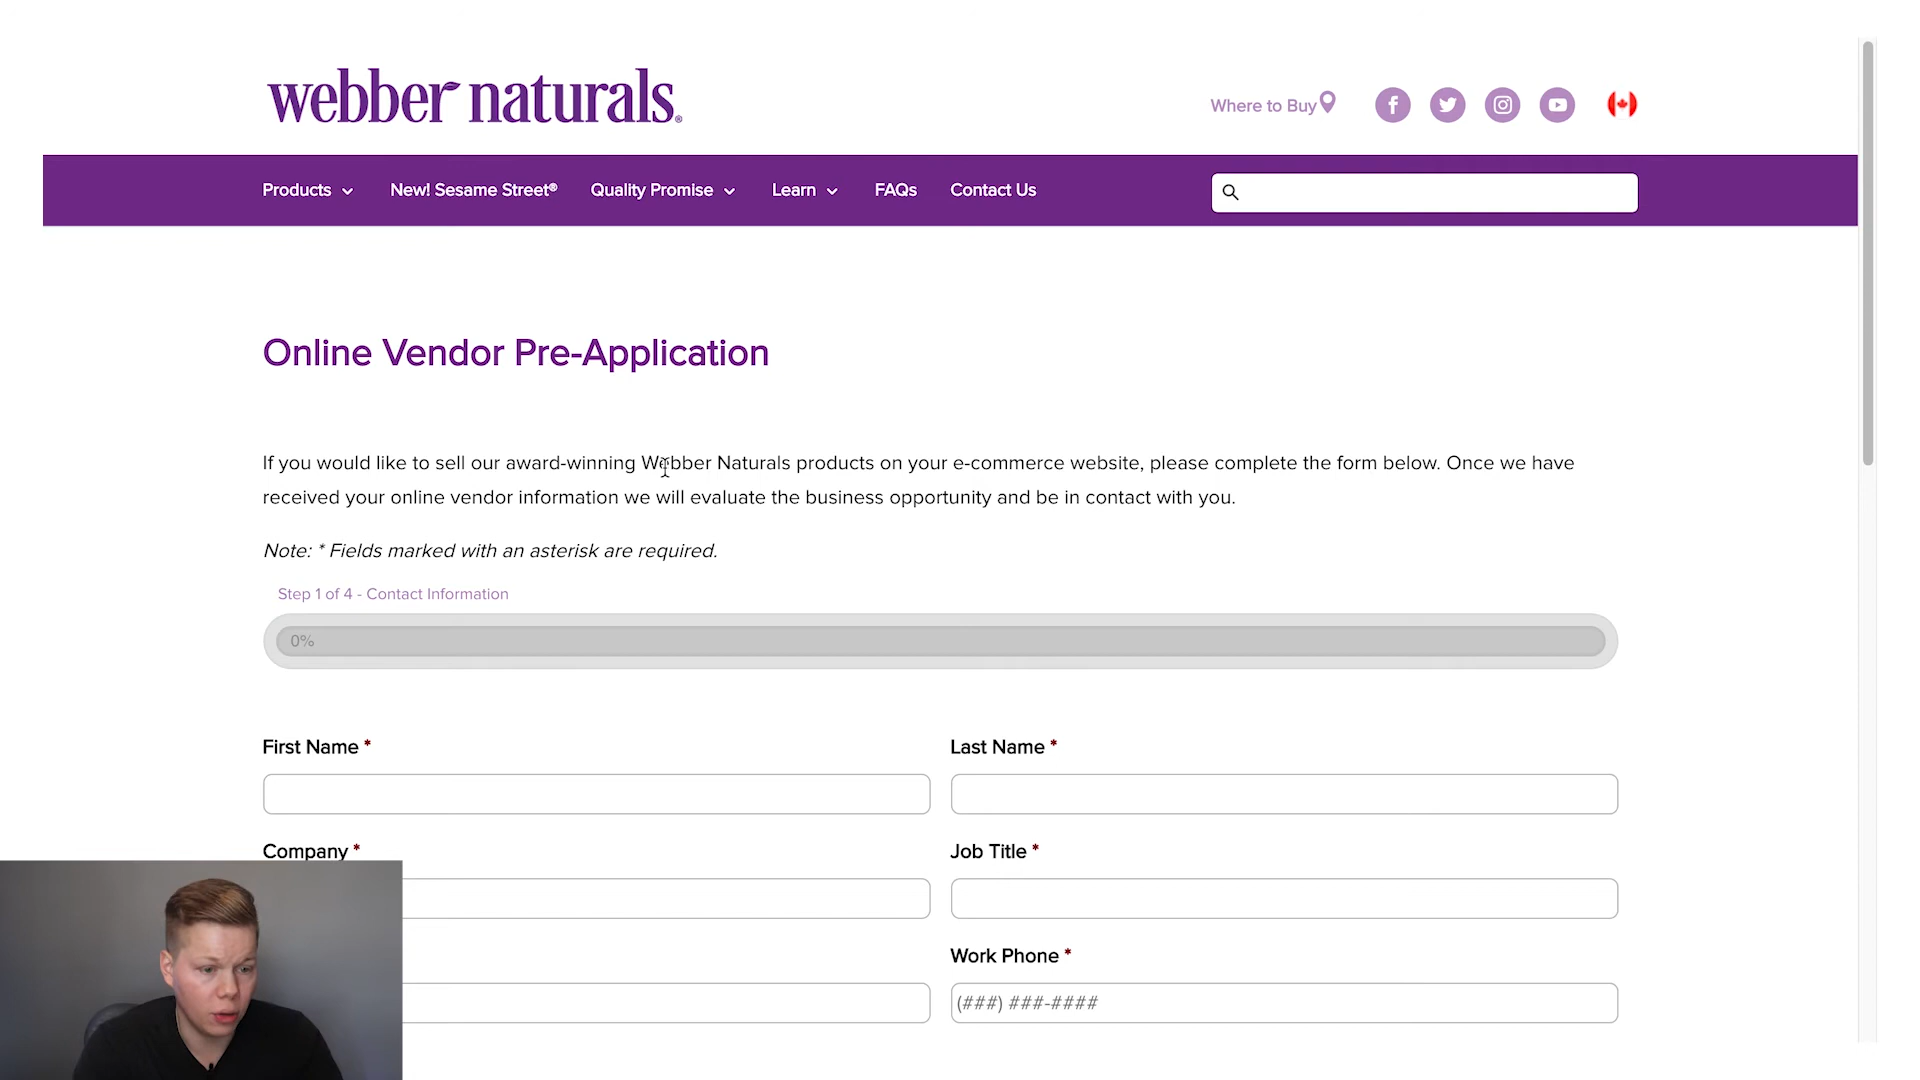 webber naturals®
Where to Buy
Products
New! Sesame Street®
Quality Promise
Learn
FAQs
Contact Us
Online Vendor Pre-Application
If you would like to sell our award-winning Webber Naturals products on your e-commerce website, please complete the form below. Once we have
received your online vendor information we will evaluate the business opportunity and be in contact with you.
Note: * Fields marked with an asterisk are required.
Step 1 of 4 - Contact Information
0%
First Name *
Last Name *
Company *
Job Title *
Work Phone *
(###) ###-####